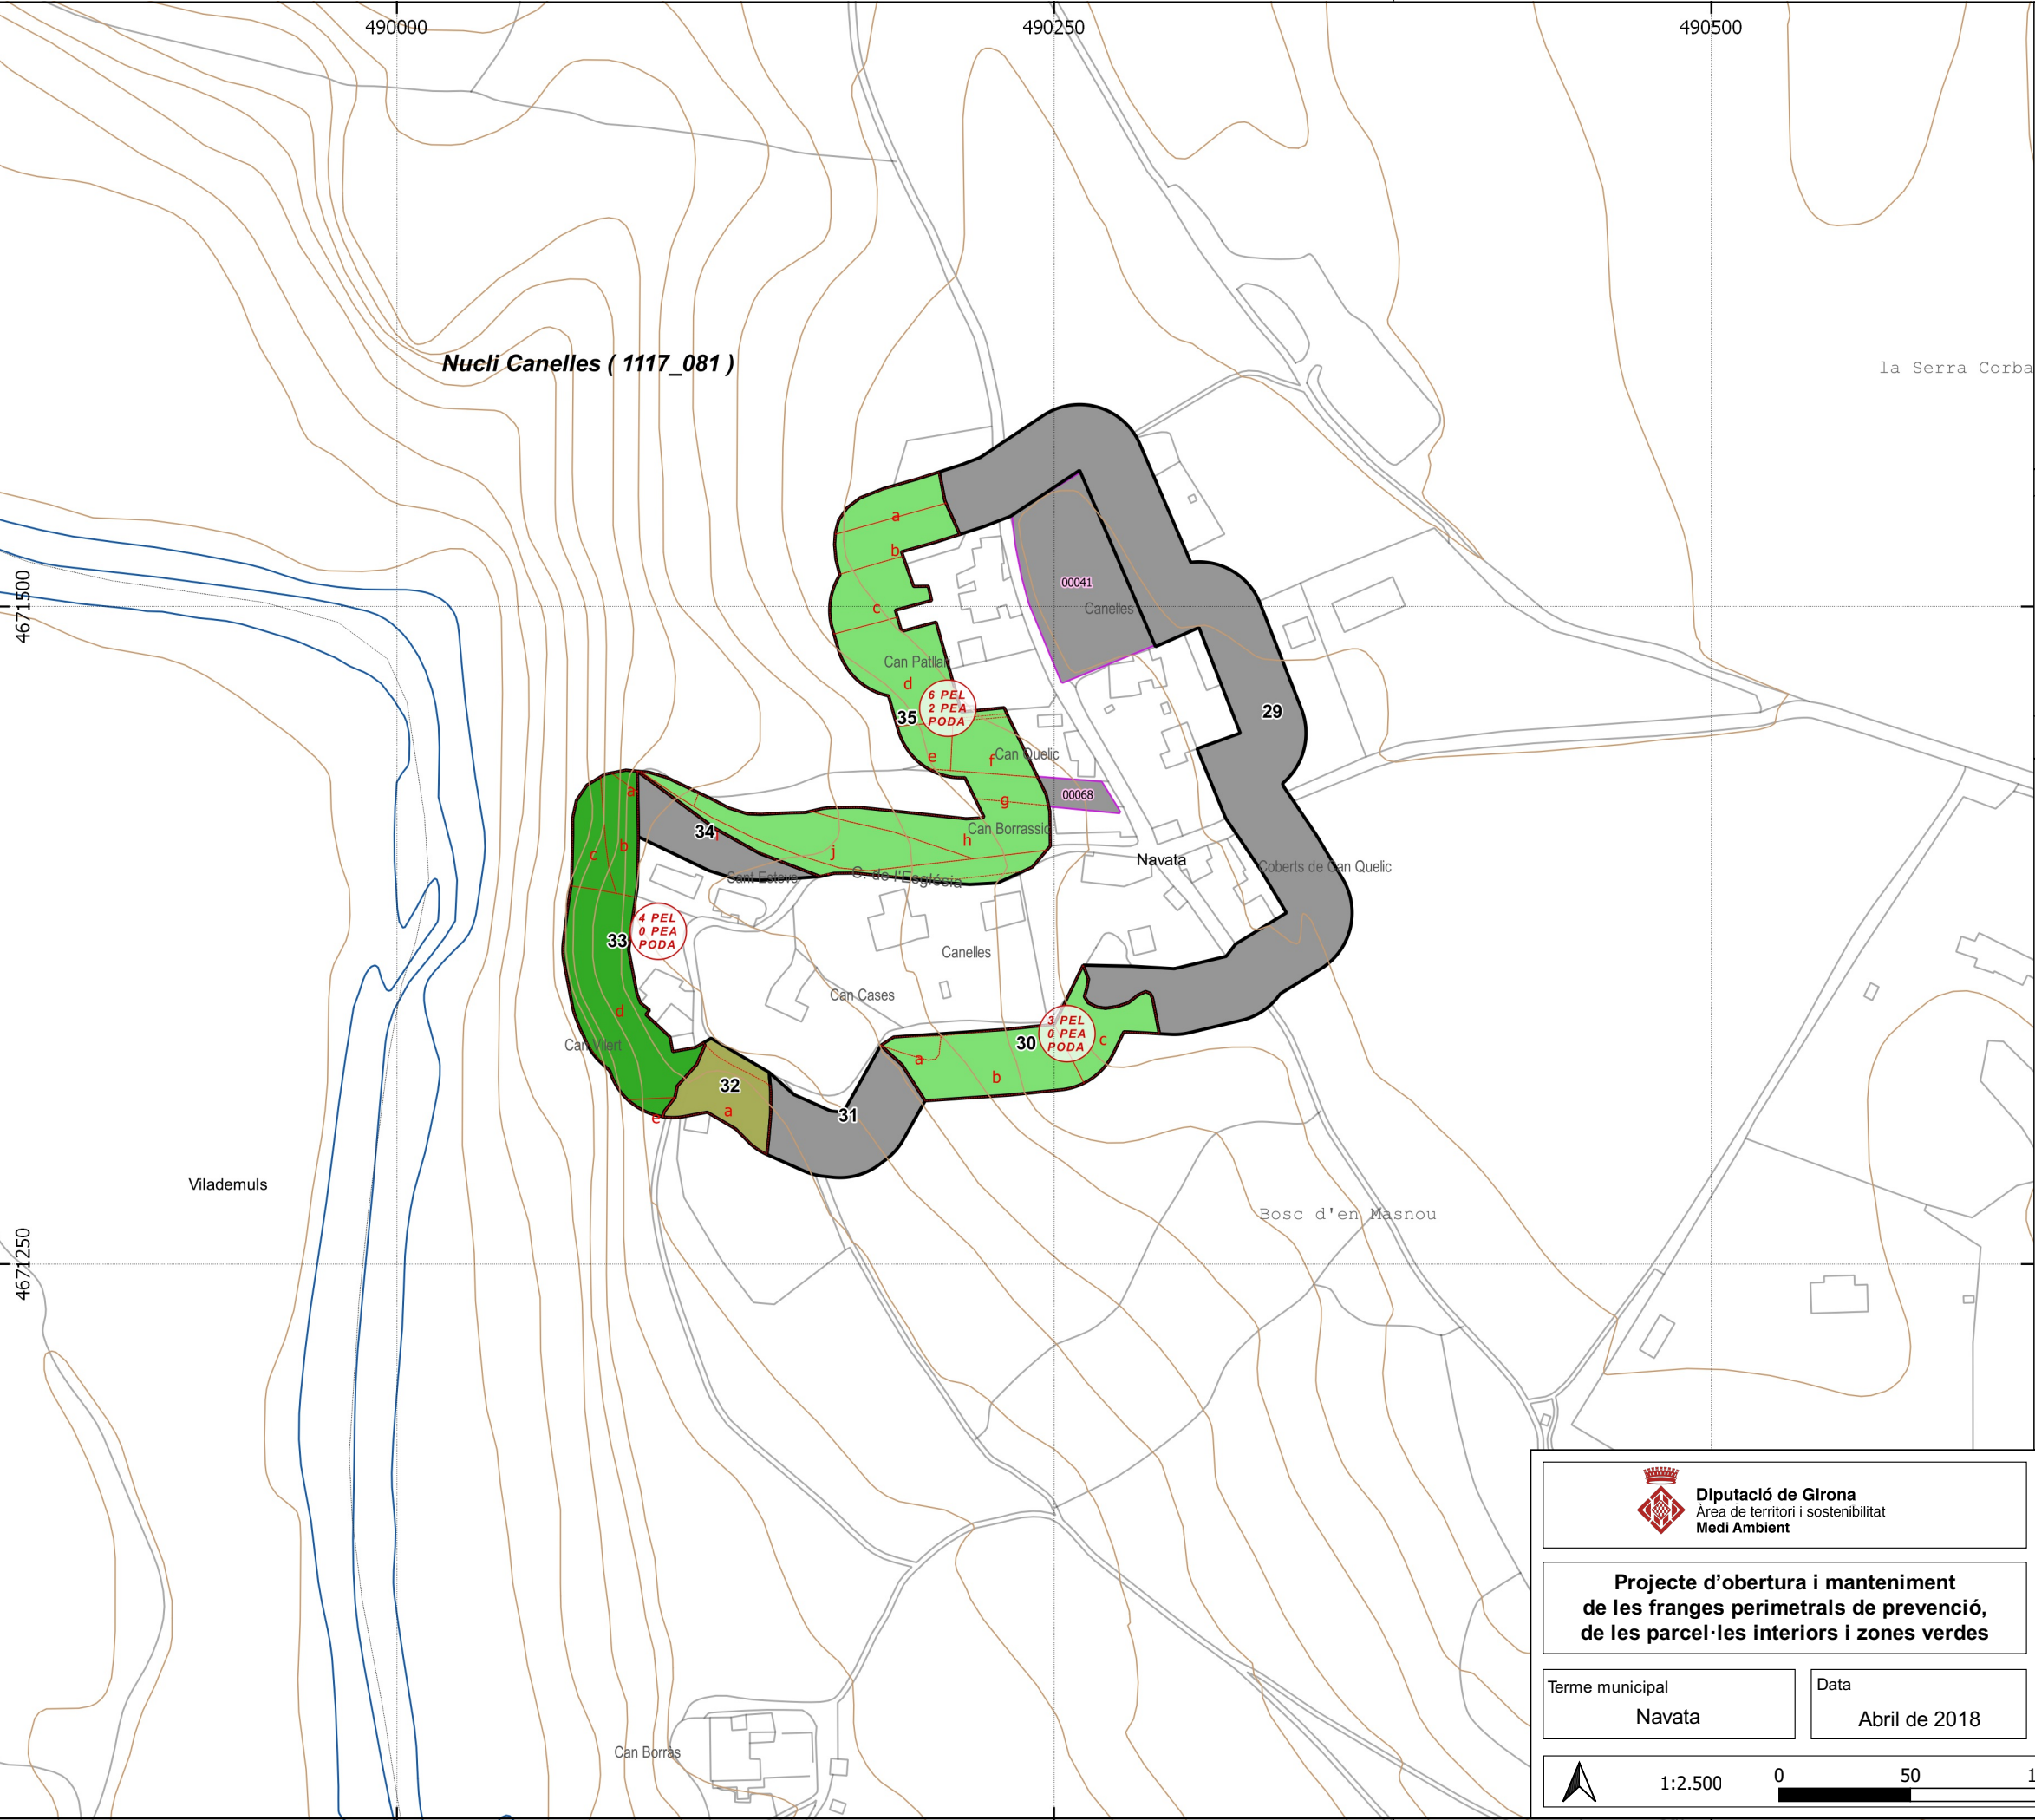 490000
490250
490500
Nucli Canelles ( 1117_081 )
la Serra Corba
4671500
a
b
c
00041
Canelles
Can Patllari
d
6 PEL
2 PEA
PODA
35
29
e
f
Can Quelic
a
g
00068
34
h
Can Borrassic
b
c
j
Navata
Coberts de Can Quelic
Sant Esteve
C. de l'Església
4 PEL
0 PEA
PODA
33
Canelles
Can Cases
d
3 PEL
0 PEA
PODA
30
c
Can Vilert
a
b
32
a
31
e
Vilademuls
Bosc d'en Masnou
4671250
Can Borràs
Diputació de Girona
Àrea de territori i sostenibilitat
Medi Ambient
Projecte d'obertura i manteniment
de les franges perimetrals de prevenció,
de les parcel·les interiors i zones verdes
Terme municipal
Navata
Data
Abril de 2018
1:2.500
0
50
1